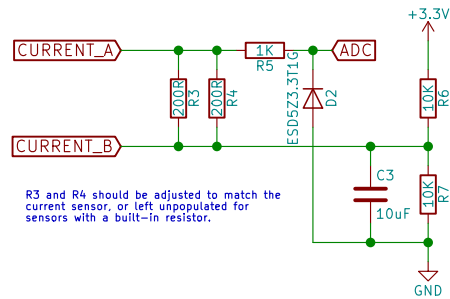 +3.3V
CURRENT_A
1K
R5
ADC
200R
R3
200R
R4
ESD5Z3.3T1G
D2
10K
R6
CURRENT_B
C3
10uF
10K
R7
R3 and R4 should be adjusted to match the
current sensor, or left unpopulated for
sensors with a built-in resistor.
GND